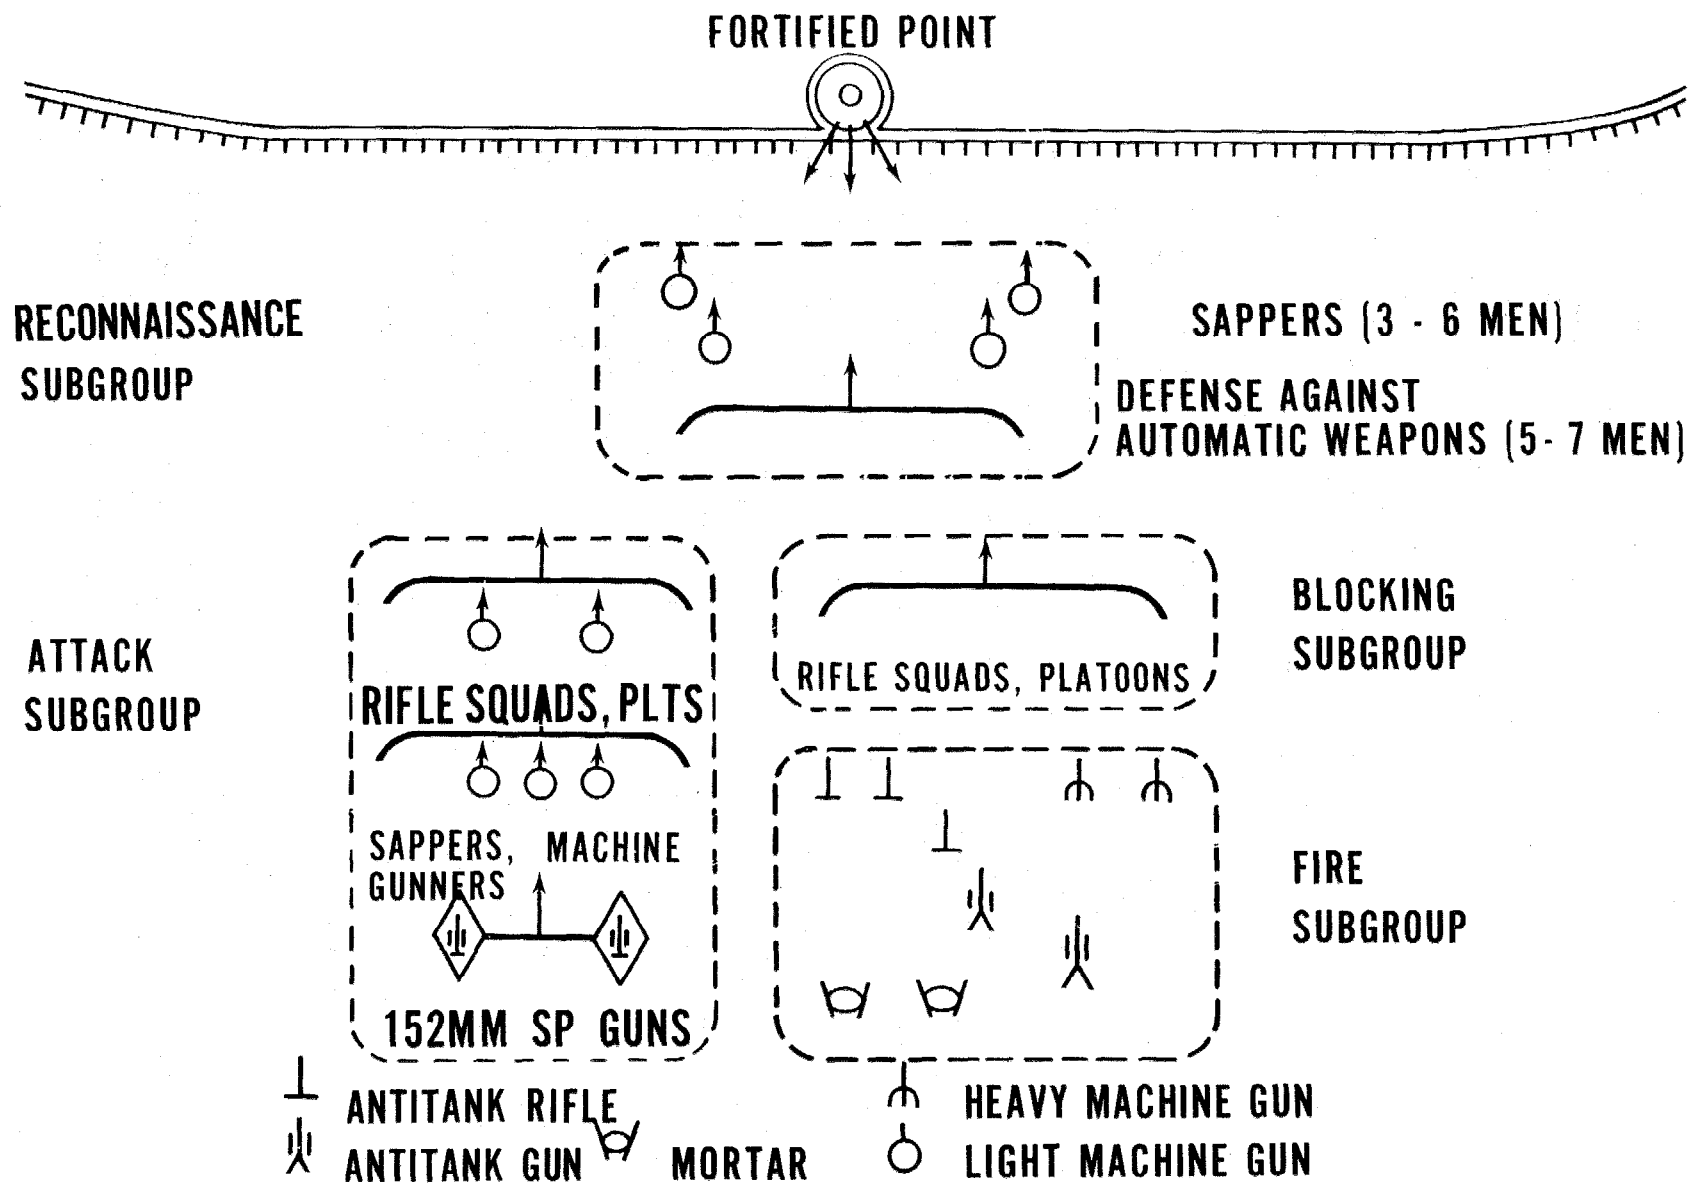 FORTIFIED POINT
RECONNAISSANCE
SUBGROUP
SAPPERS (3 - 6 MEN)
DEFENSE AGAINST
AUTOMATIC WEAPONS (5 - 7 MEN)
ATTACK
SUBGROUP
RIFLE SQUADS, PLTS
SAPPERS, MACHINE
GUNNERS
152MM SP GUNS
RIFLE SQUADS, PLATOONS
BLOCKING
SUBGROUP
FIRE
SUBGROUP
ANTITANK RIFLE
ANTITANK GUN
MORTAR
HEAVY MACHINE GUN
LIGHT MACHINE GUN